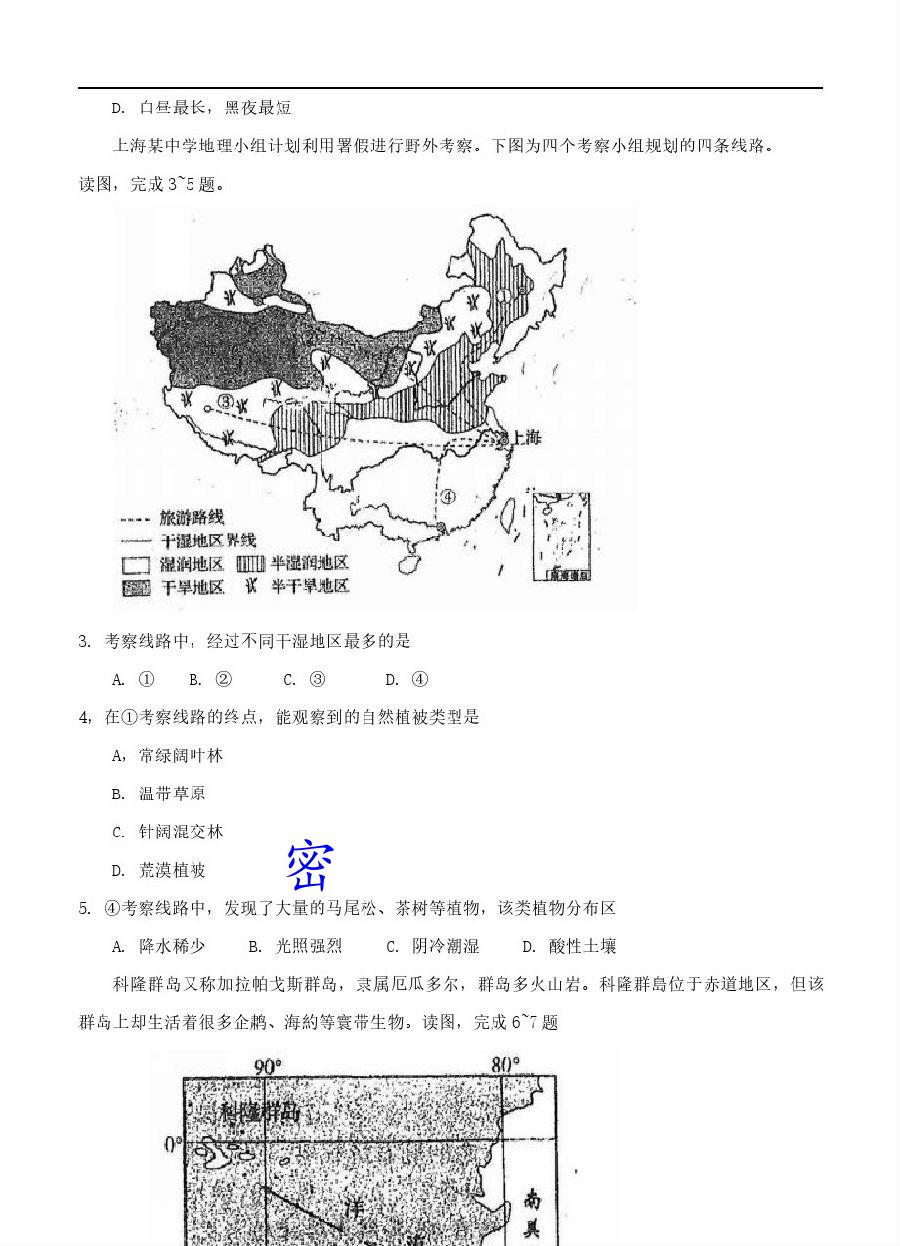 D. 白昼最长，黑夜最短
上海某中学地理小组计划利用署假进行野外考察。下图为四个考察小组规划的四条线路。
读图，完成 3~5 题。
③
上海
④
旅游路线
干湿地区界线
湿润地区 半湿润地区
干旱地区 半干旱地区
3. 考察线路中，经过不同干湿地区最多的是
A. ① B. ② C. ③ D. ④
4，在①考察线路的终点，能观察到的自然植被类型是
A，常绿阔叶林
B. 温带草原
C. 针阔混交林
D. 荒漠植被
密
5. ④考察线路中，发现了大量的马尾松、茶树等植物，该类植物分布区
A. 降水稀少 B. 光照强烈 C. 阴冷潮湿 D. 酸性土壤
科隆群岛又称加拉帕戈斯群岛，隶属厄瓜多尔，群岛多火山岩。科隆群岛位于赤道地区，但该
群岛上却生活着很多企鹅、海約等寰带生物。读图，完成 6~7 题
90° 80°
科隆群岛
0°
洋
南